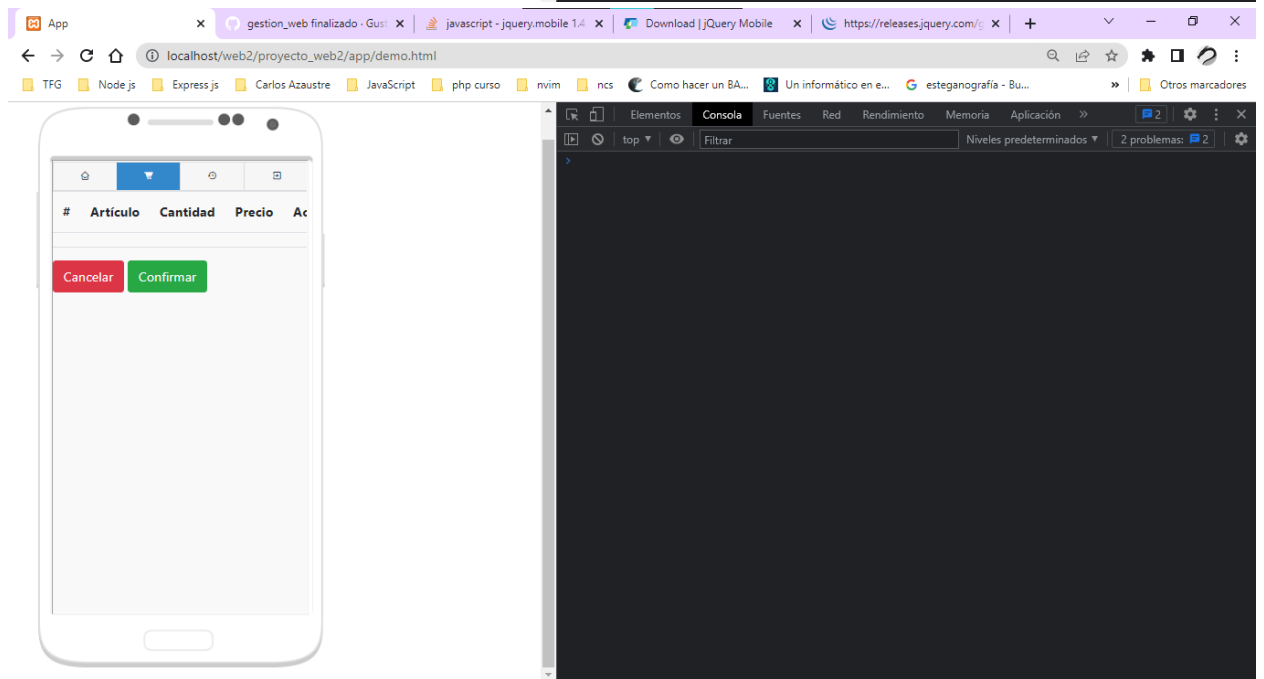 App
gestion_web finalizado · Gust
javascript - jquery.mobile 1.4
Download | jQuery Mobile
https://releases.jquery.com/g
localhost/web2/proyecto_web2/app/demo.html
TFG
Node js
Express js
Carlos Azaustre
JavaScript
php curso
nvim
ncs
Como hacer un BA...
Un informático en e...
esteganografía - Bu...
»
Otros marcadores
Elementos
Consola
Fuentes
Red
Rendimiento
Memoria
Aplicación
»
2
top ▼
Filtrar
Niveles predeterminados ▼
2 problemas: 2
>
# Artículo Cantidad Precio Ac
Cancelar
Confirmar